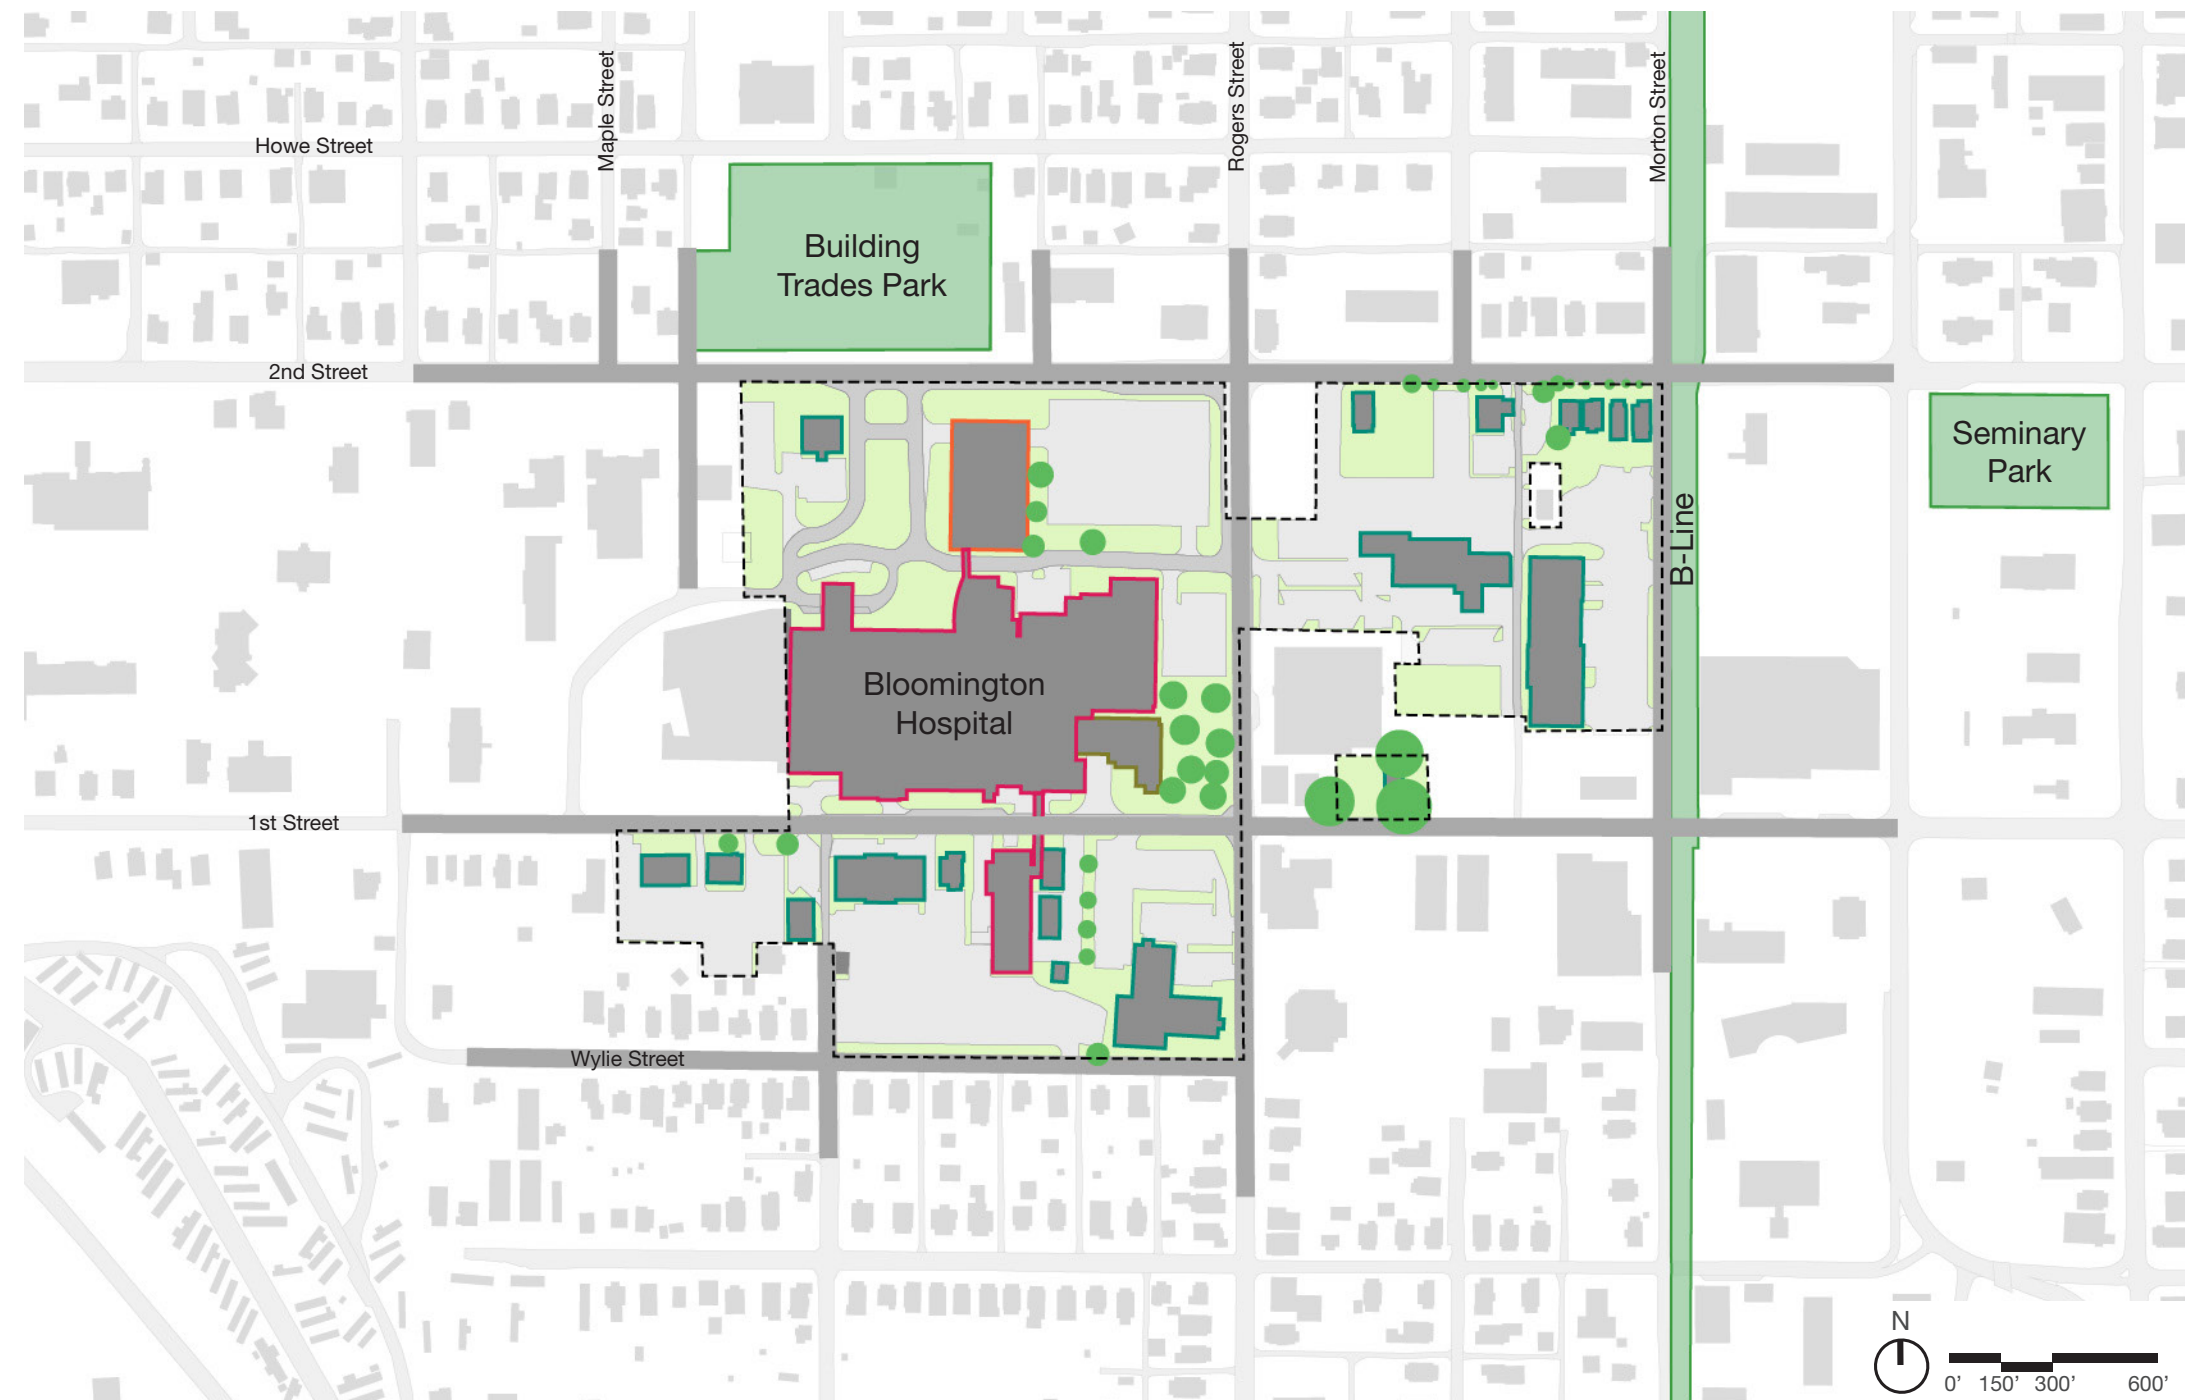 Maple Street
Rogers Street
Morton Street
Howe Street
Building
Trades Park
2nd Street
Seminary
Park
B-Line
Bloomington
Hospital
1st Street
Wylie Street
N
0' 150' 300' 600'